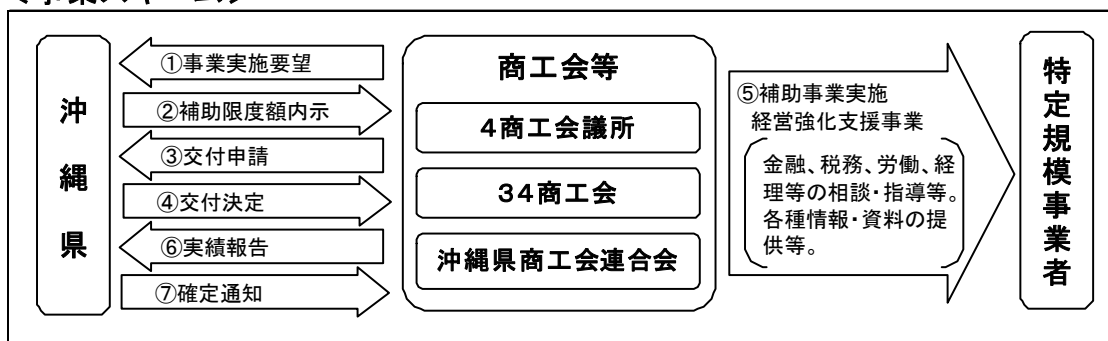 沖縄県
①事業実施要望
②補助限度額内示
③交付申請
④交付決定
⑥実績報告
⑦確定通知
商工会等
4商工会議所
34商工会
沖縄県商工会連合会
⑤補助事業実施
経営強化支援事業
金融、税務、労働、経
理等の相談・指導等。
各種情報・資料の提
供等。
特定規模事業者